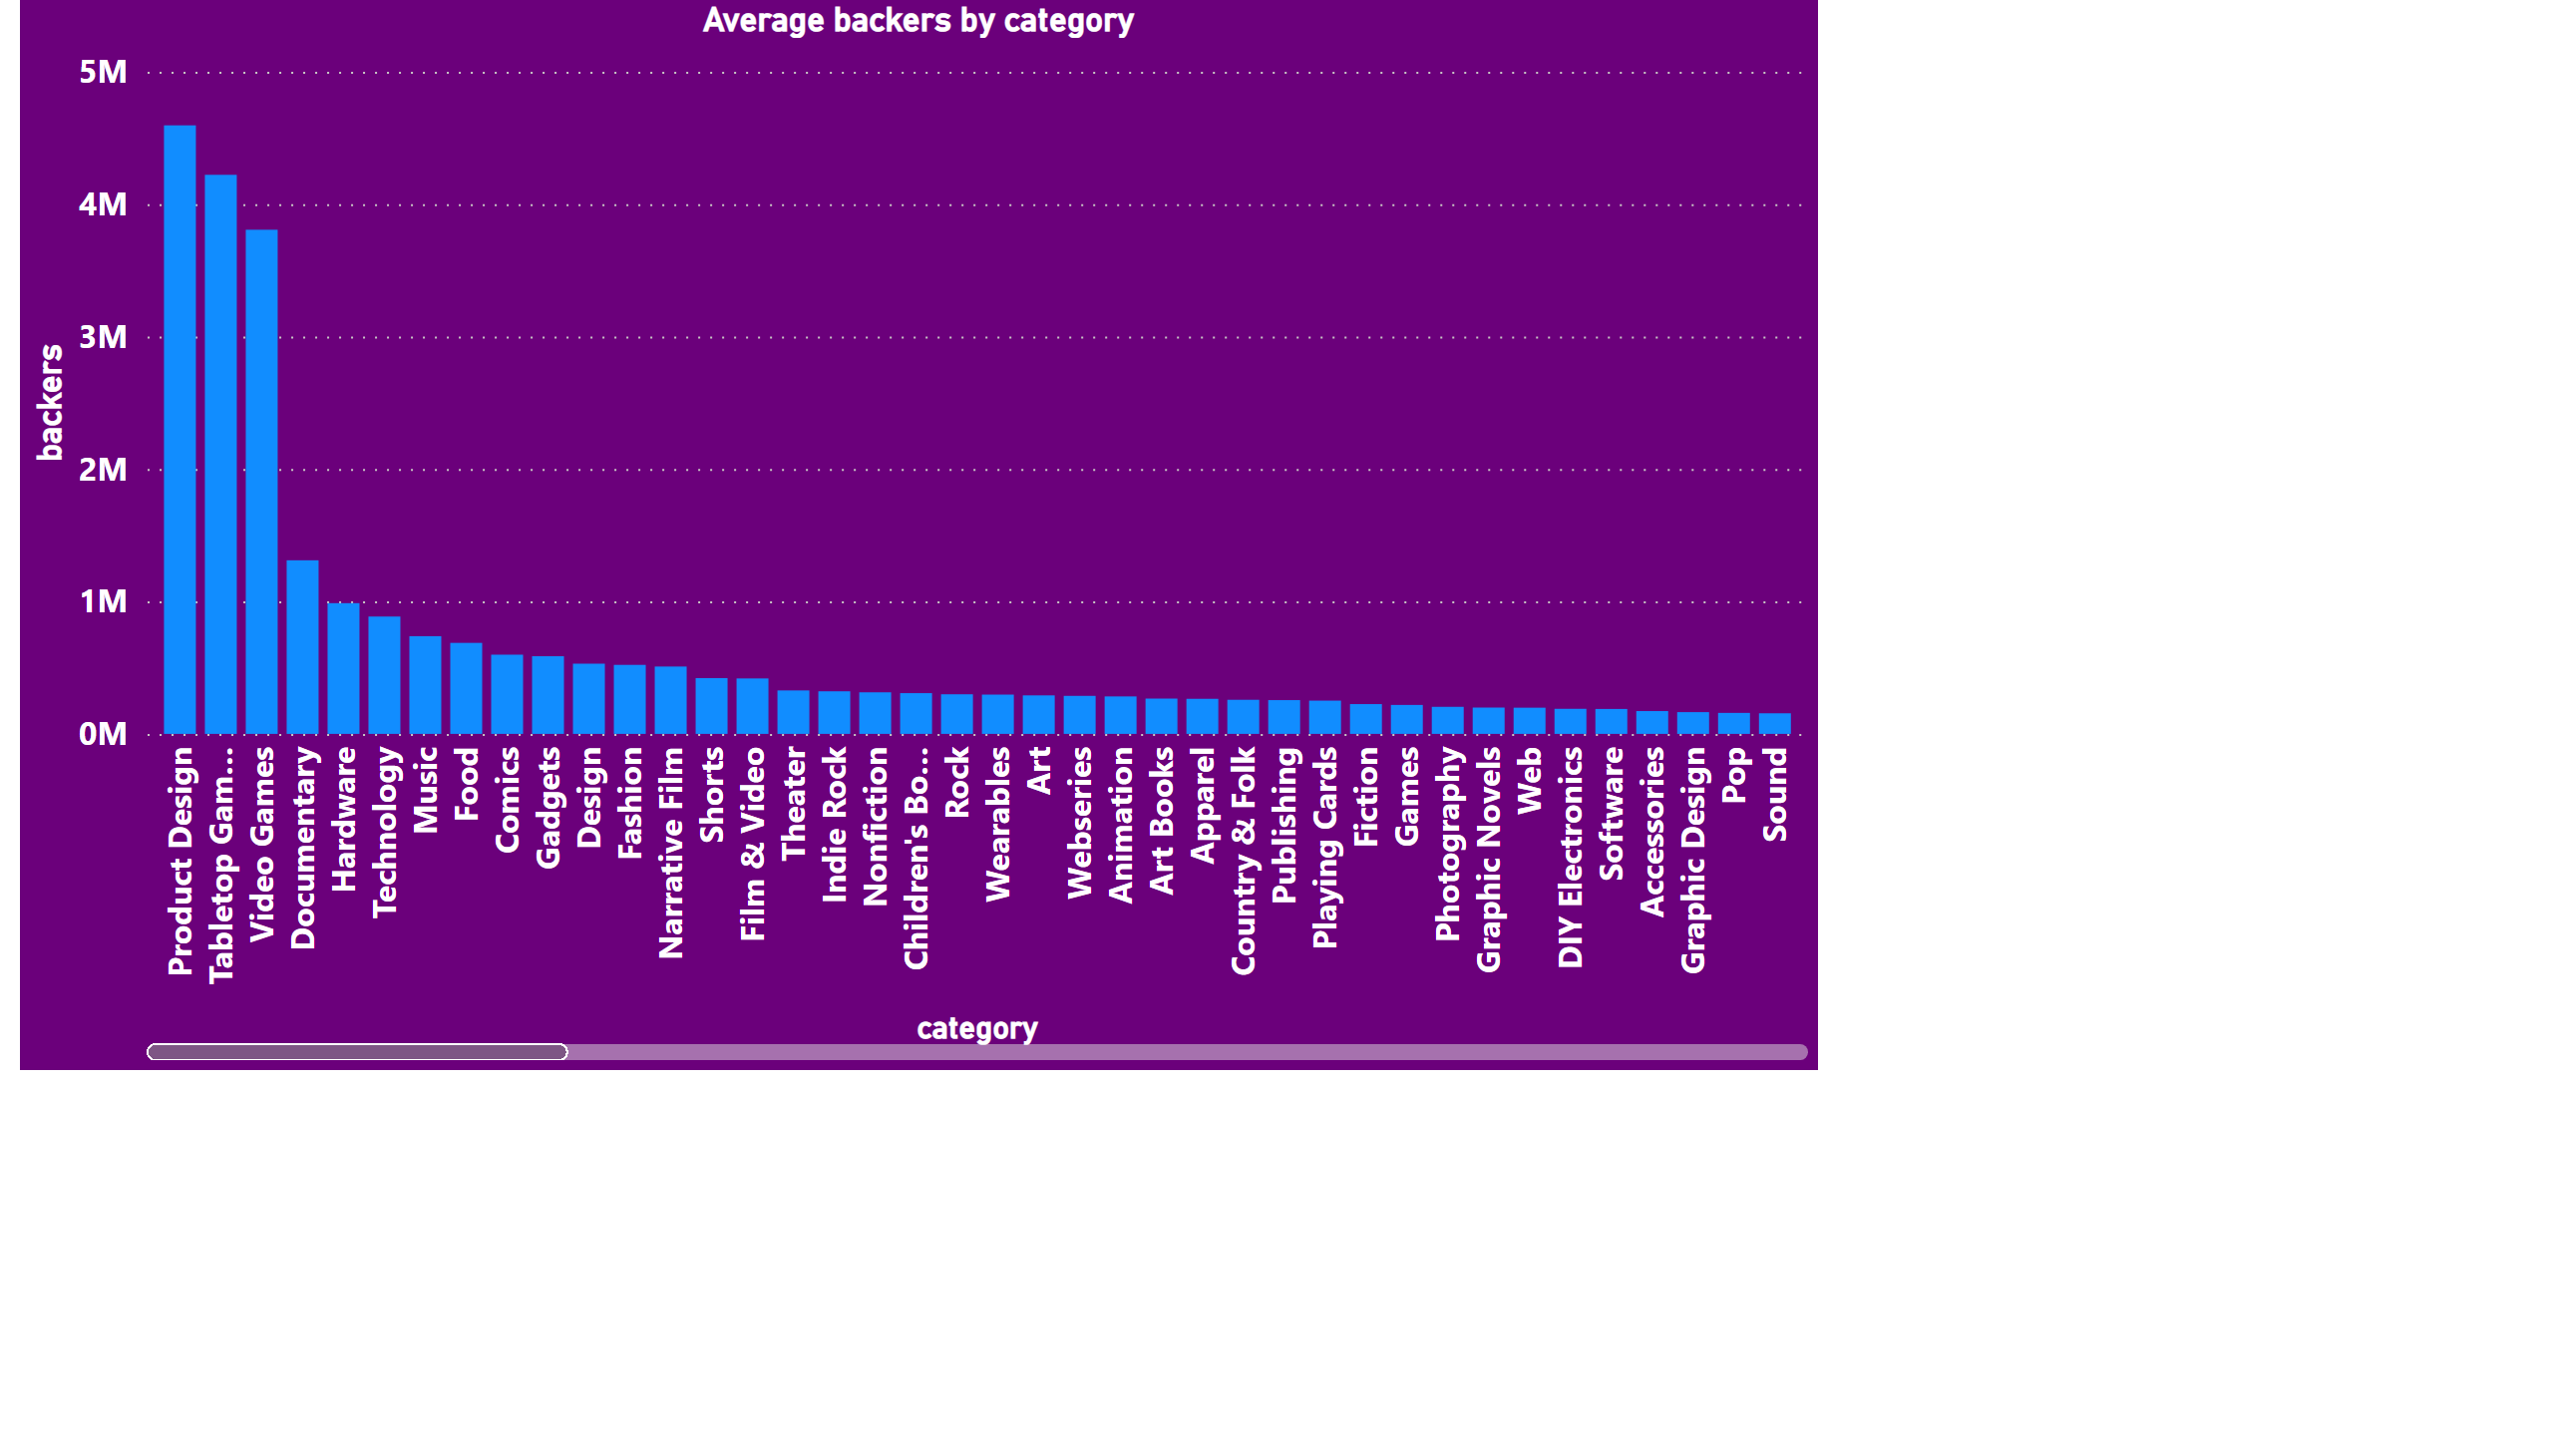 Average backers by category
5M
4M
3M
2M
1M
0M
backers
Product Design
Tabletop Gam...
Video Games
Documentary
Hardware
Technology
Music
Food
Comics
Gadgets
Design
Fashion
Narrative Film
Shorts
Film & Video
Theater
Indie Rock
Nonfiction
Children's Bo...
Rock
Wearables
Art
Webseries
Animation
Art Books
Apparel
Country & Folk
Publishing
Playing Cards
Fiction
Games
Photography
Graphic Novels
Web
DIY Electronics
Software
Accessories
Graphic Design
Pop
Sound
category